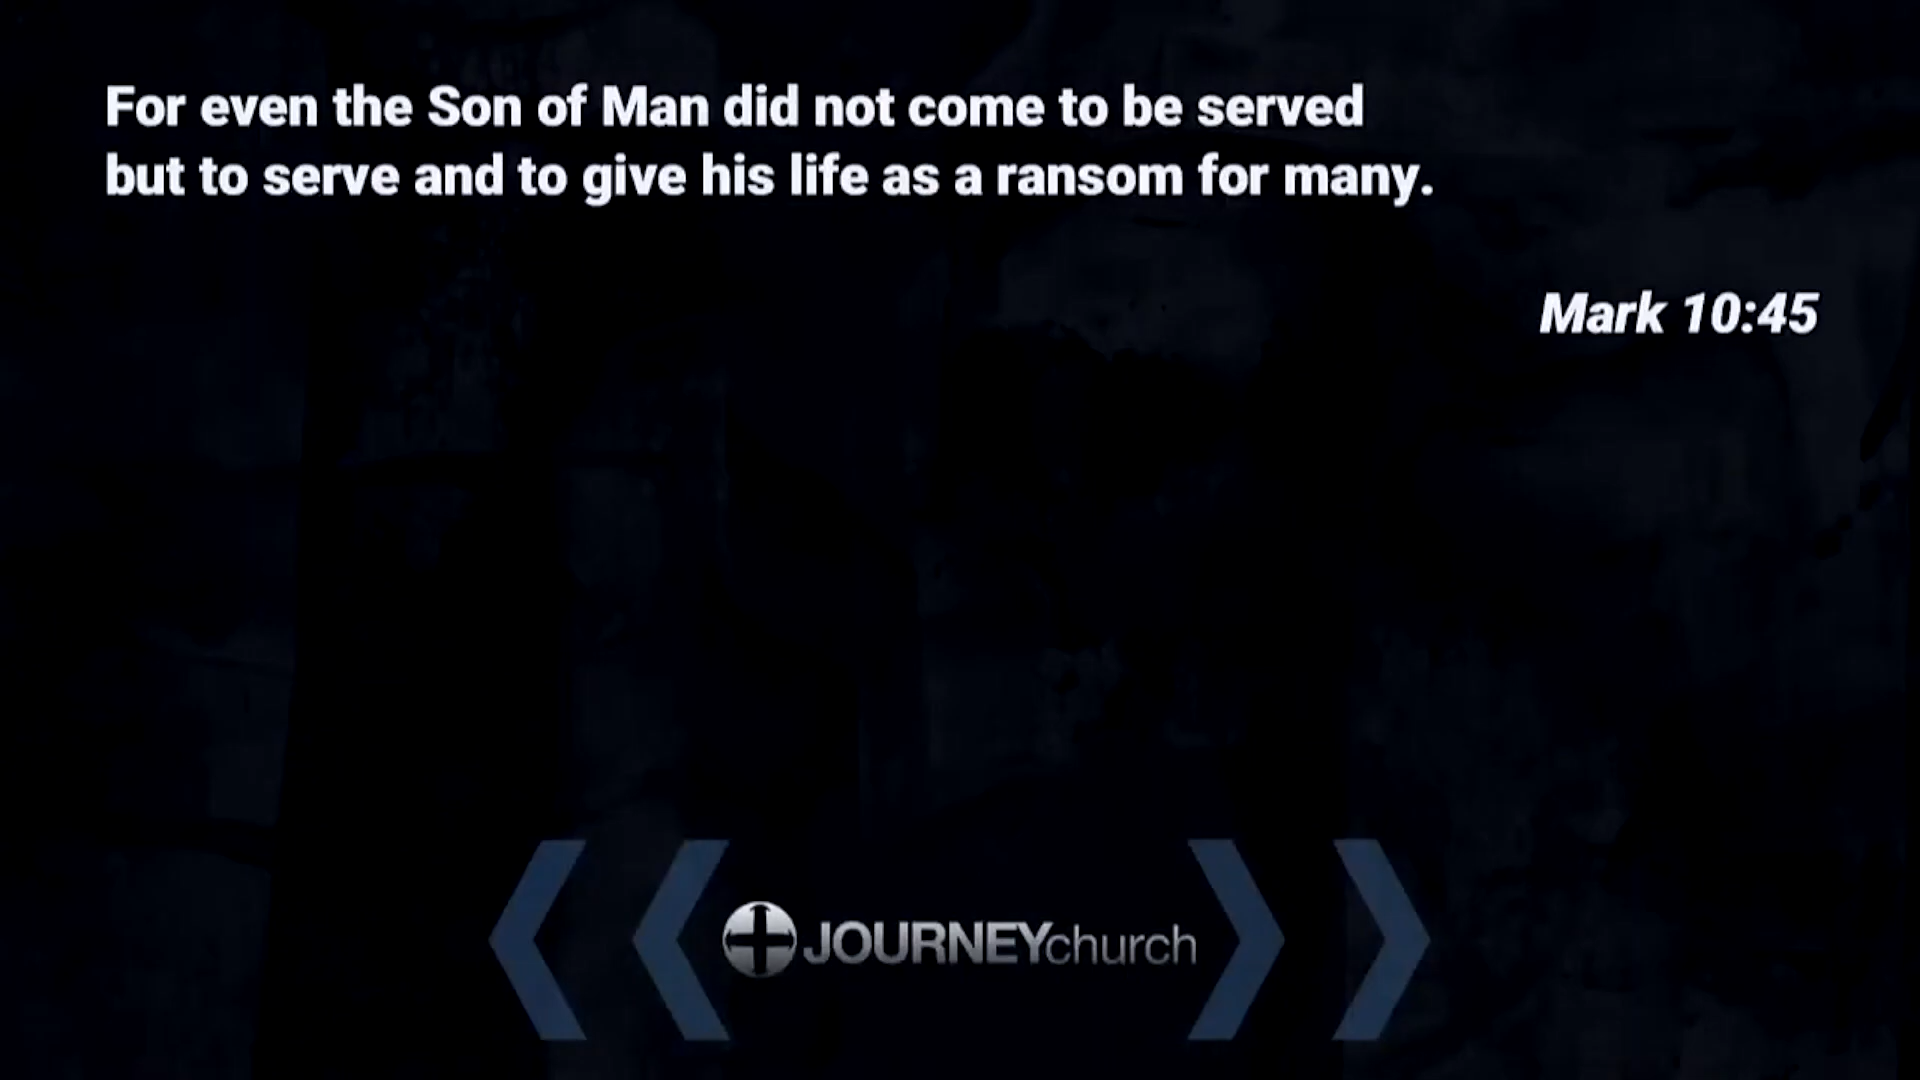 For even the Son of Man did not come to be served
but to serve and to give his life as a ransom for many.
Mark 10:45
JOURNEYchurch